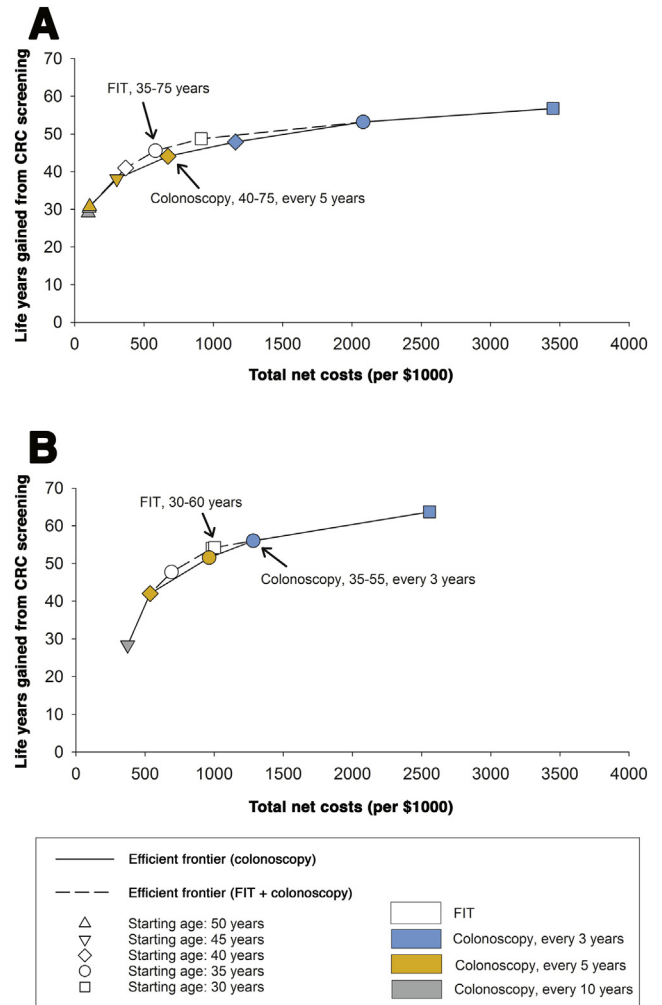 A
Life years gained from CRC screening
70
60
50
40
30
20
10
0
FIT, 35-75 years
Colonoscopy, 40-75, every 5 years
0 500 1000 1500 2000 2500 3000 3500 4000
Total net costs (per $1000)
B
Life years gained from CRC screening
70
60
50
40
30
20
10
0
FIT, 30-60 years
Colonoscopy, 35-55, every 3 years
0 500 1000 1500 2000 2500 3000 3500 4000
Total net costs (per $1000)
Efficient frontier (colonoscopy)
Efficient frontier (FIT + colonoscopy)
Starting age: 50 years
Starting age: 45 years
Starting age: 40 years
Starting age: 35 years
Starting age: 30 years
FIT
Colonoscopy, every 3 years
Colonoscopy, every 5 years
Colonoscopy, every 10 years